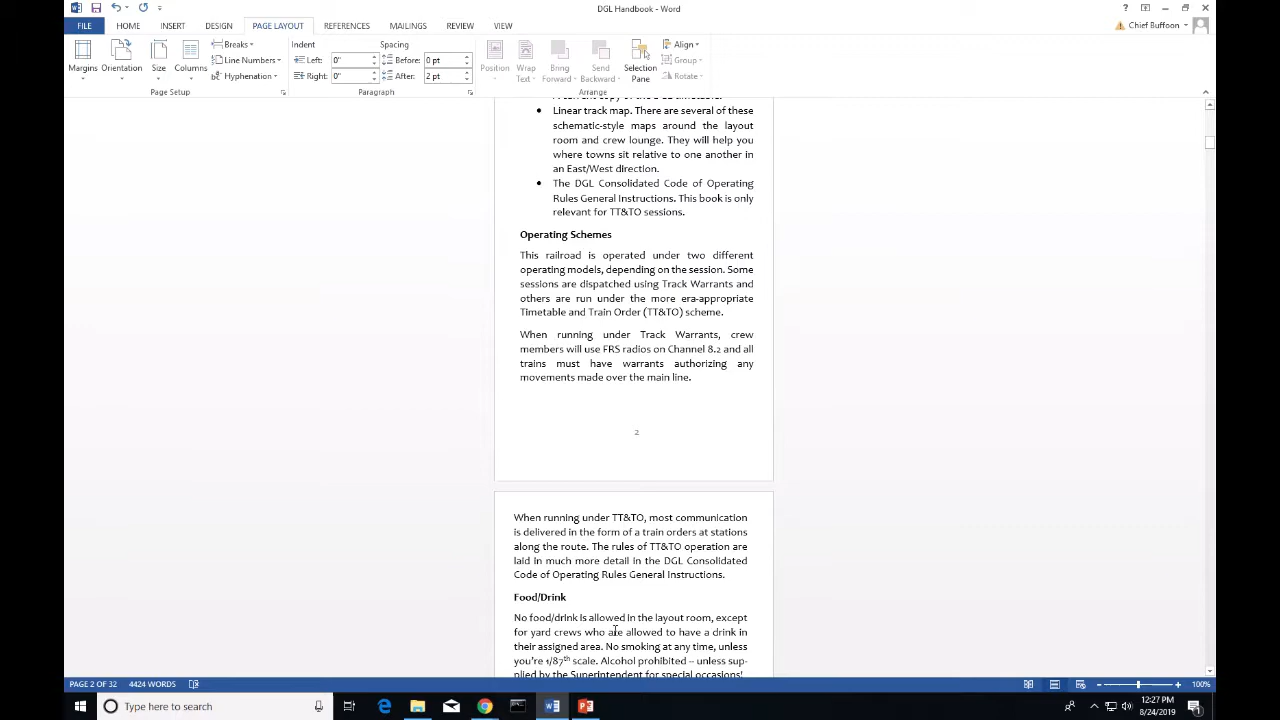 DGL Handbook - Word
FILE HOME INSERT DESIGN PAGE LAYOUT REFERENCES MAILINGS REVIEW VIEW Chief Buffoon
Margins Orientation Size Columns Breaks Line Numbers Hyphenation
Indent Spacing
Left: 0" Before: 0 pt
Right: 0" After: 2 pt
Position Wrap Text Bring Forward Send Backward Selection Pane Align Group Rotate
Page Setup Paragraph Arrange
• Linear track map. There are several of these
schematic-style maps around the layout
room and crew lounge. They will help you
where towns sit relative to one another in
an East/West direction.
• The DGL Consolidated Code of Operating
Rules General Instructions. This book is only
relevant for TT&TO sessions.
Operating Schemes
This railroad is operated under two different
operating models, depending on the session. Some
sessions are dispatched using Track Warrants and
others are run under the more era-appropriate
Timetable and Train Order (TT&TO) scheme.
When running under Track Warrants, crew
members will use FRS radios on Channel 8.2 and all
trains must have warrants authorizing any
movements made over the main line.
2
When running under TT&TO, most communication
is delivered in the form of a train orders at stations
along the route. The rules of TT&TO operation are
laid in much more detail in the DGL Consolidated
Code of Operating Rules General Instructions.
Food/Drink
No food/drink is allowed in the layout room, except
for yard crews who are allowed to have a drink in
their assigned area. No smoking at any time, unless
you're 1/87th scale. Alcohol prohibited – unless sup-
plied by the Superintendent for special occasions!
PAGE 2 OF 32 4424 WORDS 100%
Type here to search
12:27 PM
8/24/2019